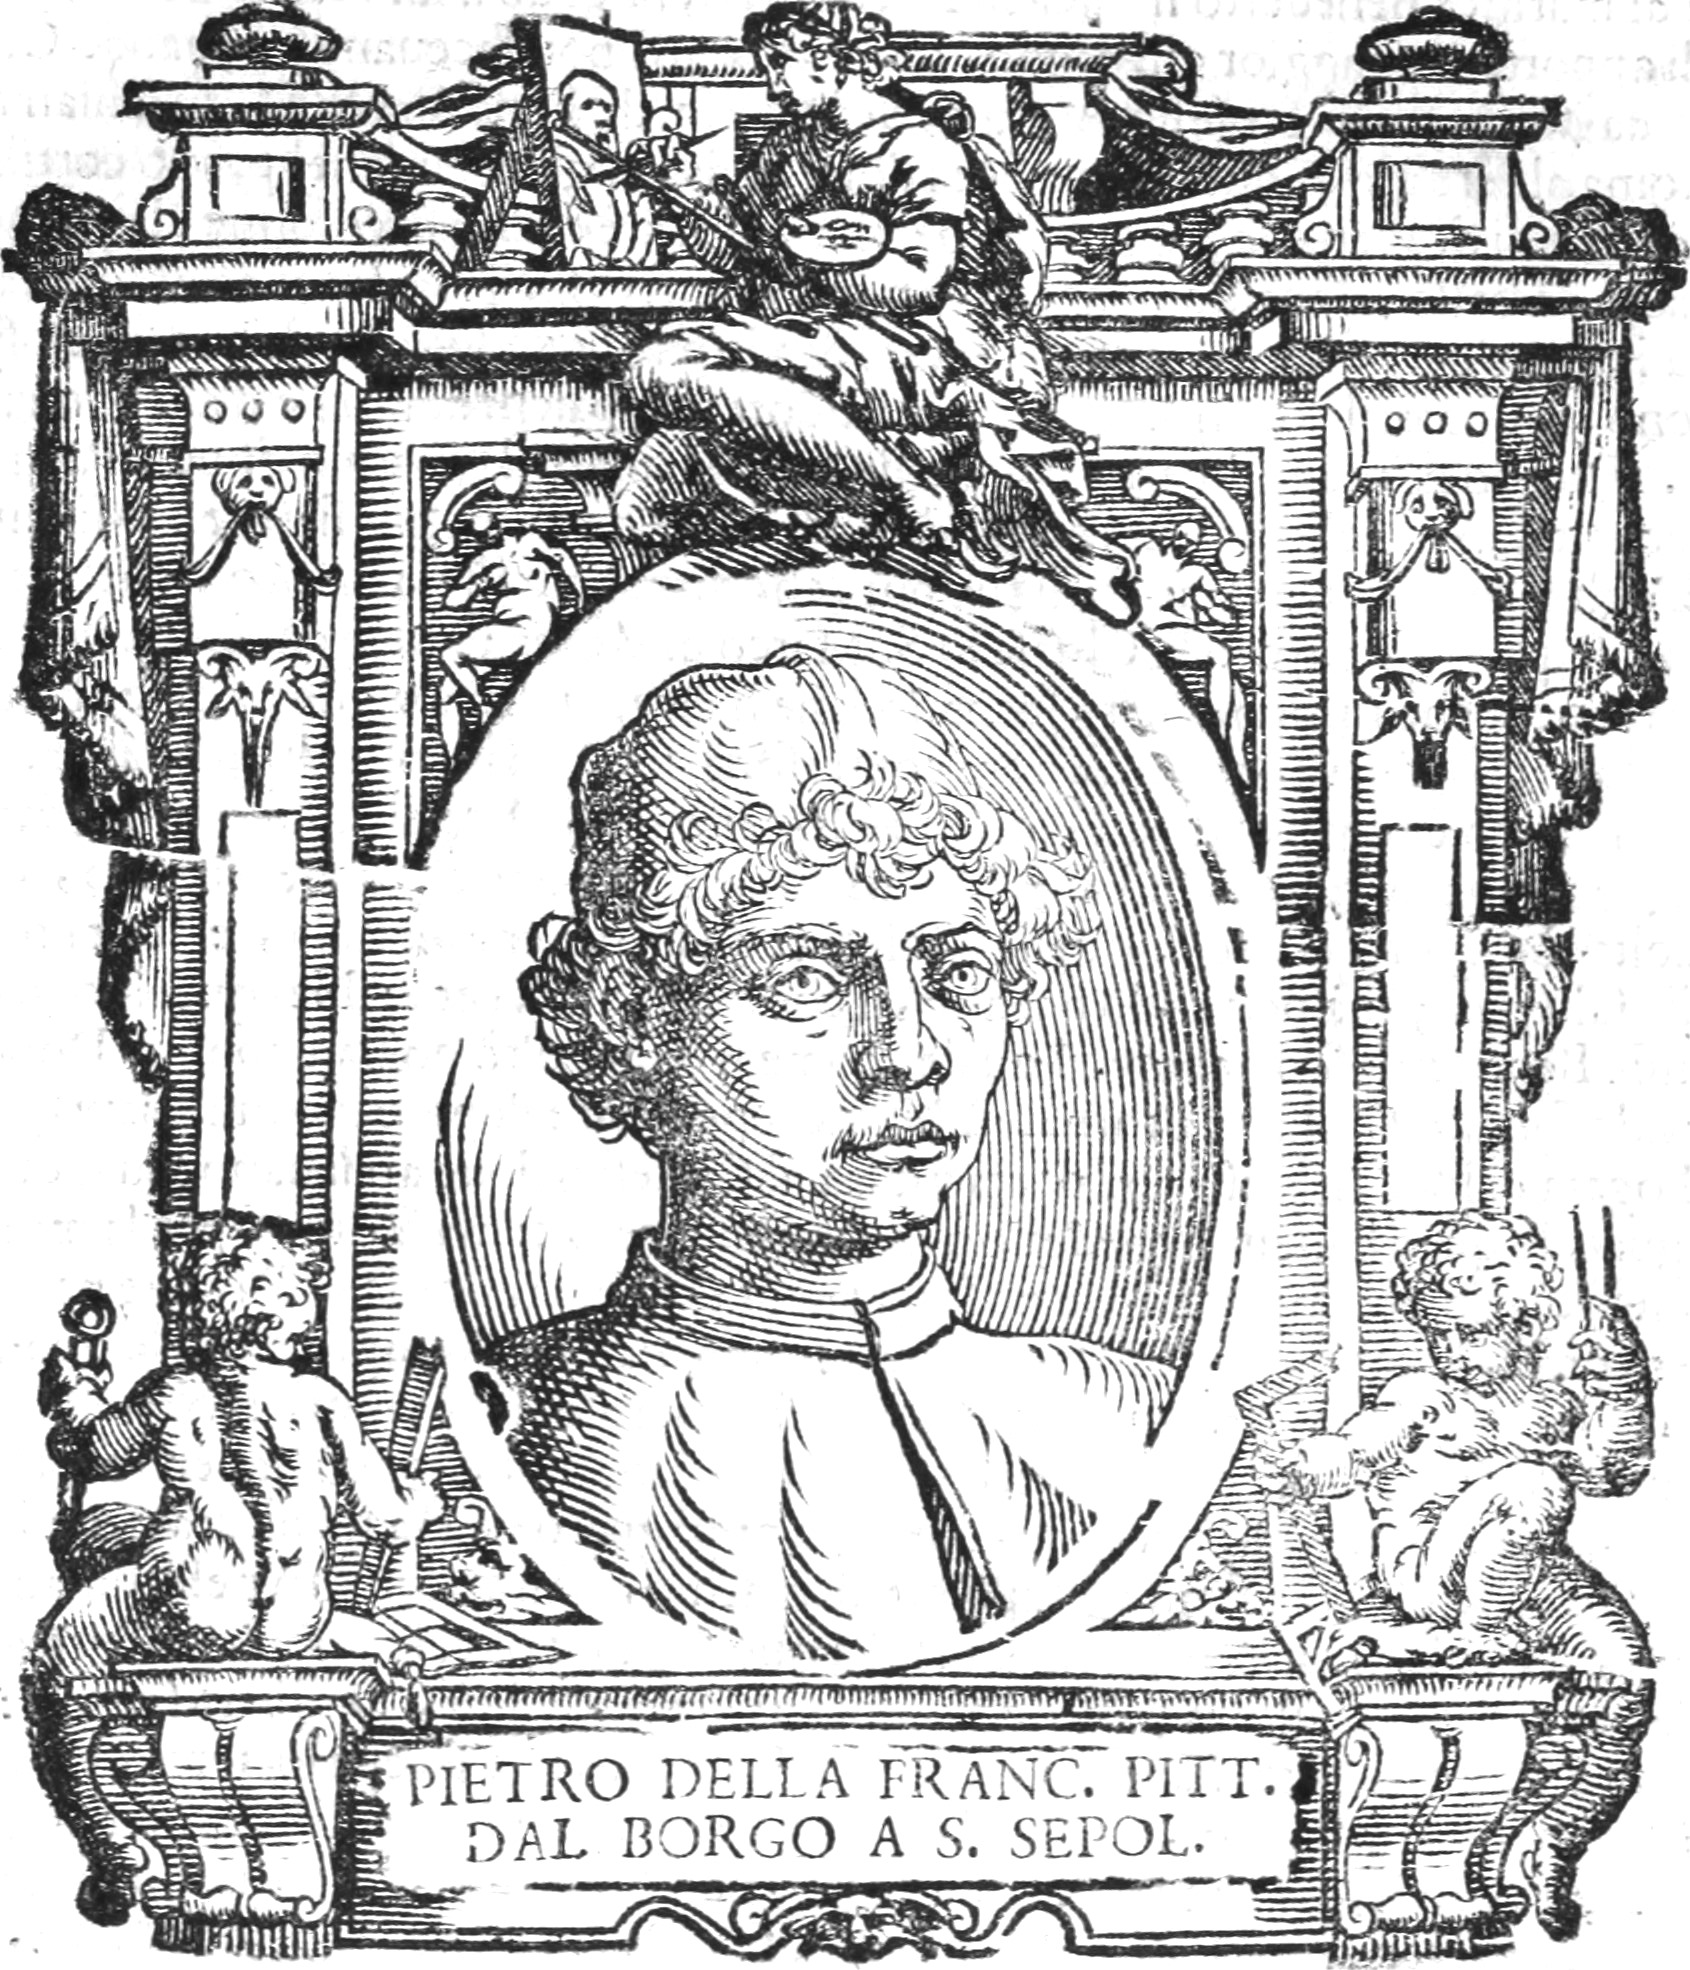 PIETRO DELLA FRANC. PITT.
DAL BORGO A S. SEPOL.